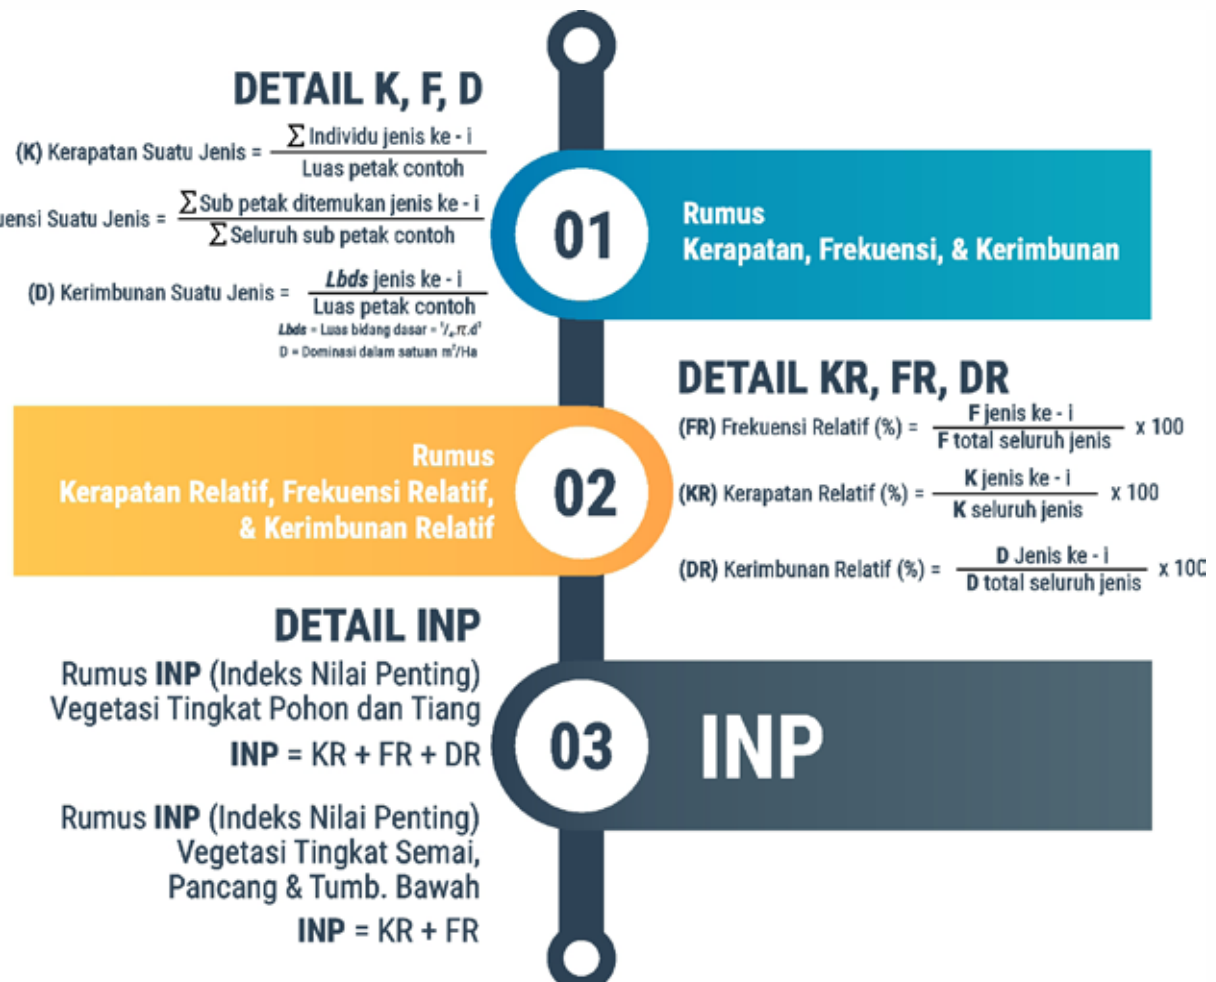 DETAIL K, F, D
(K) Kerapatan Suatu Jenis = ∑ Individu jenis ke - i / Luas petak contoh
uensi Suatu Jenis = ∑ Sub petak ditemukan jenis ke - i / ∑ Seluruh sub petak contoh
(D) Kerimbunan Suatu Jenis = Lbds jenis ke - i / Luas petak contoh
Lbds = Luas bidang dasar = ¹/₄.π.d²
D = Dominasi dalam satuan m²/Ha
01
Rumus
Kerapatan, Frekuensi, & Kerimbunan
DETAIL KR, FR, DR
(FR) Frekuensi Relatif (%) = F jenis ke - i / F total seluruh jenis x 100
(KR) Kerapatan Relatif (%) = K jenis ke - i / K seluruh jenis x 100
(DR) Kerimbunan Relatif (%) = D Jenis ke - i / D total seluruh jenis x 100
Rumus
Kerapatan Relatif, Frekuensi Relatif,
& Kerimbunan Relatif
02
DETAIL INP
Rumus INP (Indeks Nilai Penting)
Vegetasi Tingkat Pohon dan Tiang
INP = KR + FR + DR
Rumus INP (Indeks Nilai Penting)
Vegetasi Tingkat Semai,
Pancang & Tumb. Bawah
INP = KR + FR
03
INP